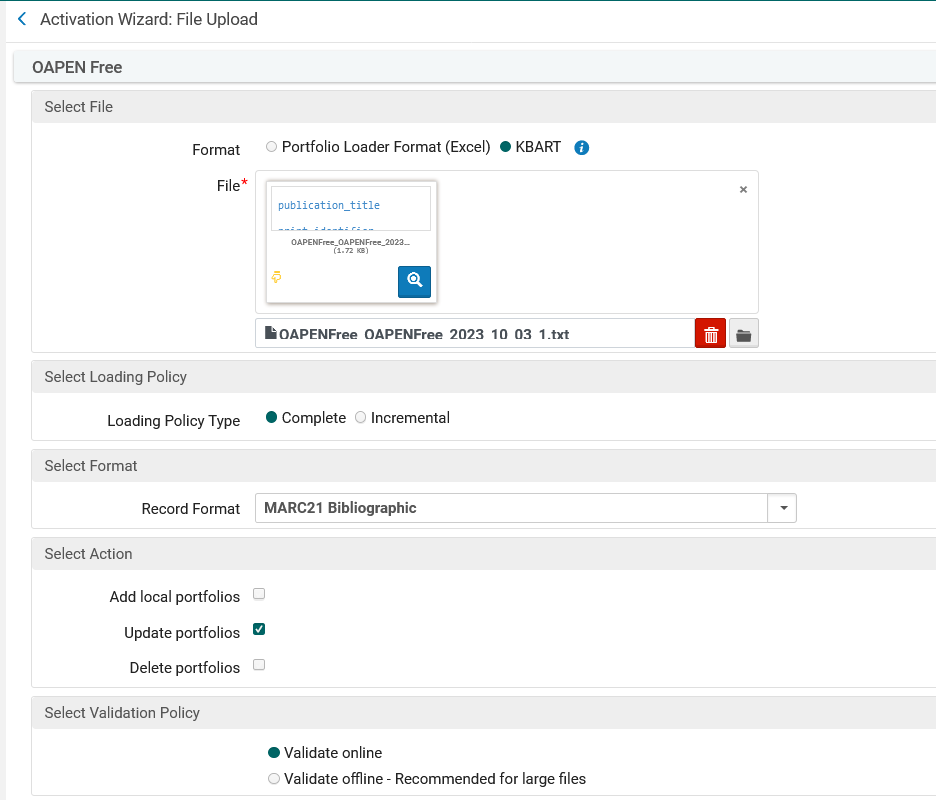 Activation Wizard: File Upload
OAPEN Free
Select File
Format Portfolio Loader Format (Excel) KBART
File*
publication_title
print_identifier
OAPENFree_OAPENFree_2023...
(1.72 KB)
OAPENFree_OAPENFree_2023_10_03_1.txt
Select Loading Policy
Loading Policy Type Complete Incremental
Select Format
Record Format MARC21 Bibliographic
Select Action
Add local portfolios
Update portfolios
Delete portfolios
Select Validation Policy
Validate online
Validate offline - Recommended for large files